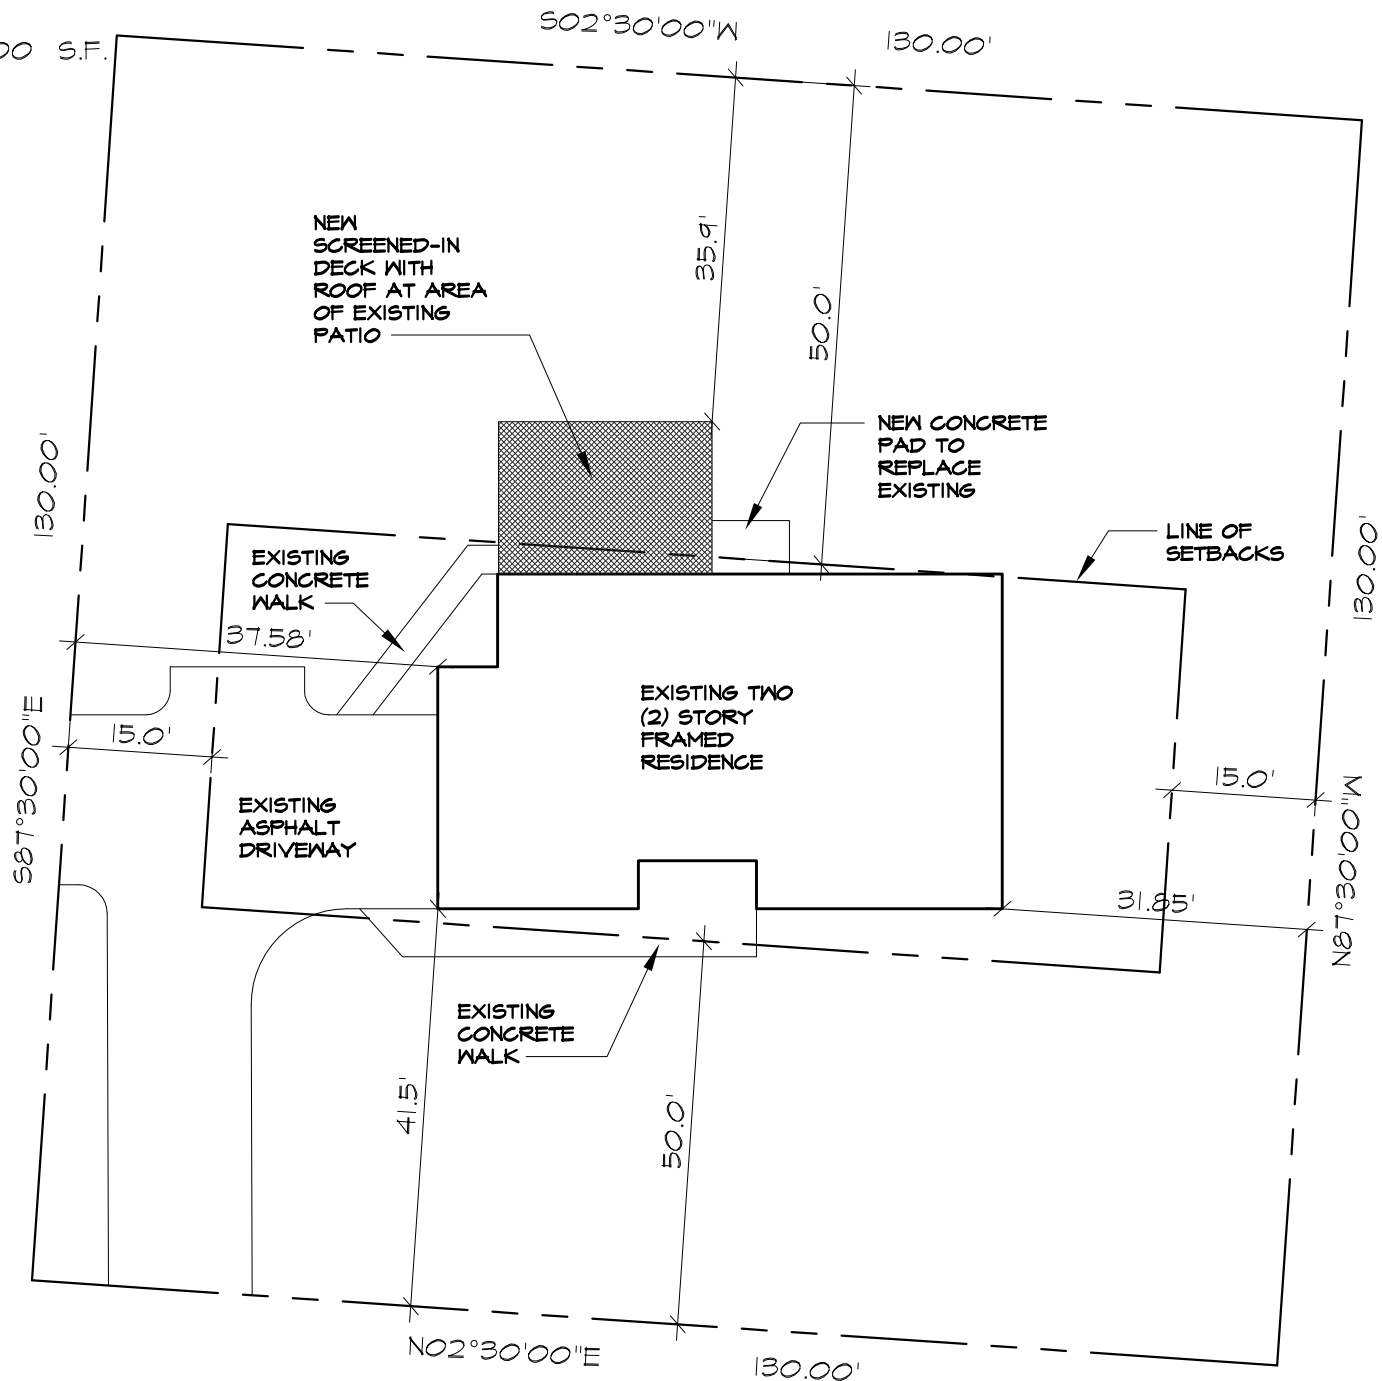 S02°30'00"W
130.00'
00 S.F.
NEW
SCREENED-IN
DECK WITH
ROOF AT AREA
OF EXISTING
PATIO
35.9'
50.0'
NEW CONCRETE
PAD TO
REPLACE
EXISTING
130.00'
LINE OF
SETBACKS
130.00'
EXISTING
CONCRETE
WALK
37.58'
EXISTING TWO
(2) STORY
FRAMED
RESIDENCE
S87°30'00"E
15.0'
15.0'
EXISTING
ASPHALT
DRIVEWAY
N87°30'00"W
31.85'
EXISTING
CONCRETE
WALK
41.5'
50.0'
N02°30'00"E
130.00'